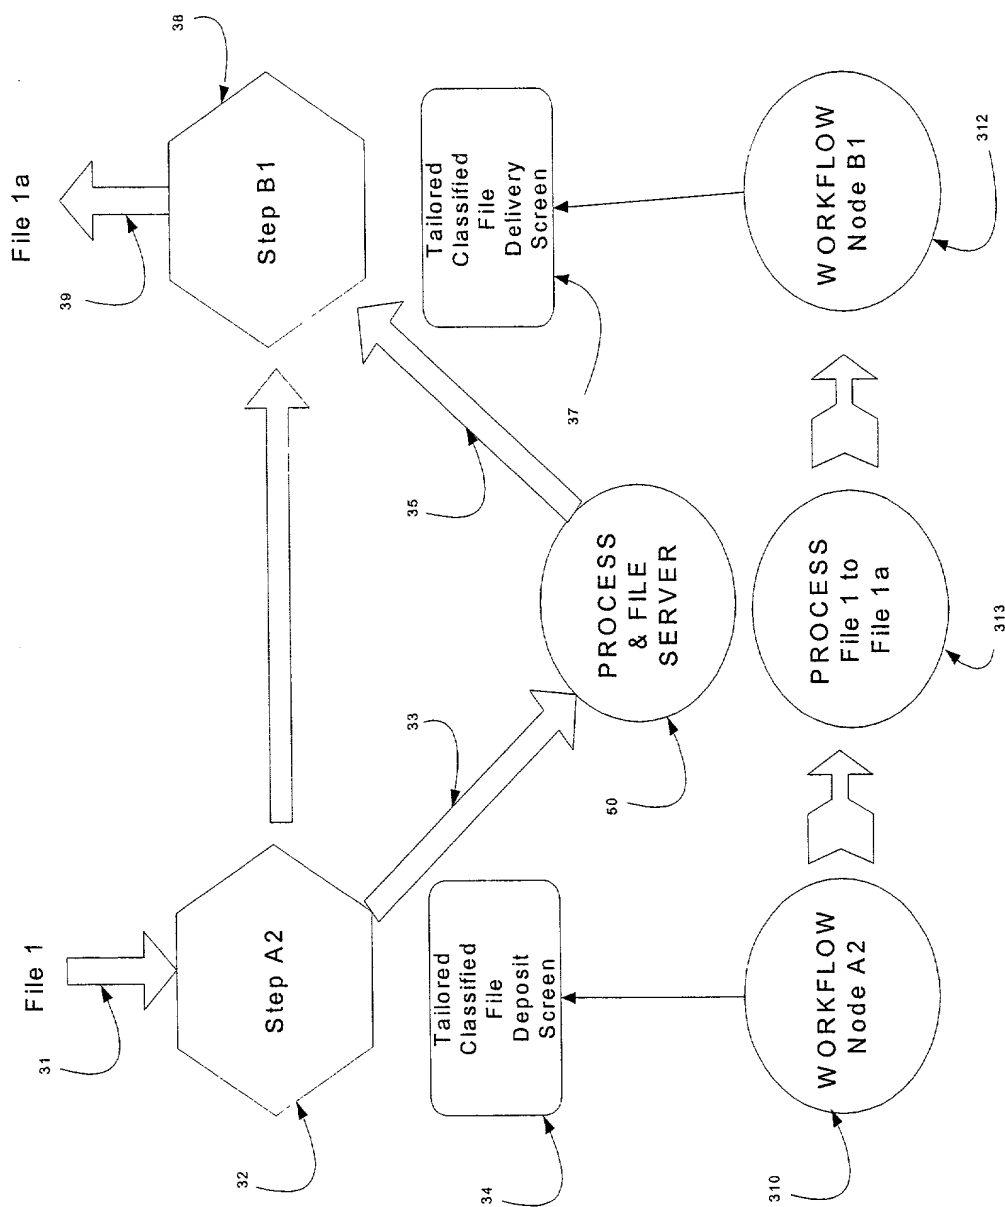 File 1
31
Step A2
32
33
File 1a
39
Step B1
38
35
Tailored
Classified
File
Deposit
Screen
34
PROCESS
& FILE
SERVER
50
Tailored
Classified
File
Delivery
Screen
37
WORKFLOW
Node A2
310
PROCESS
File 1 to
File 1a
313
WORKFLOW
Node B1
312